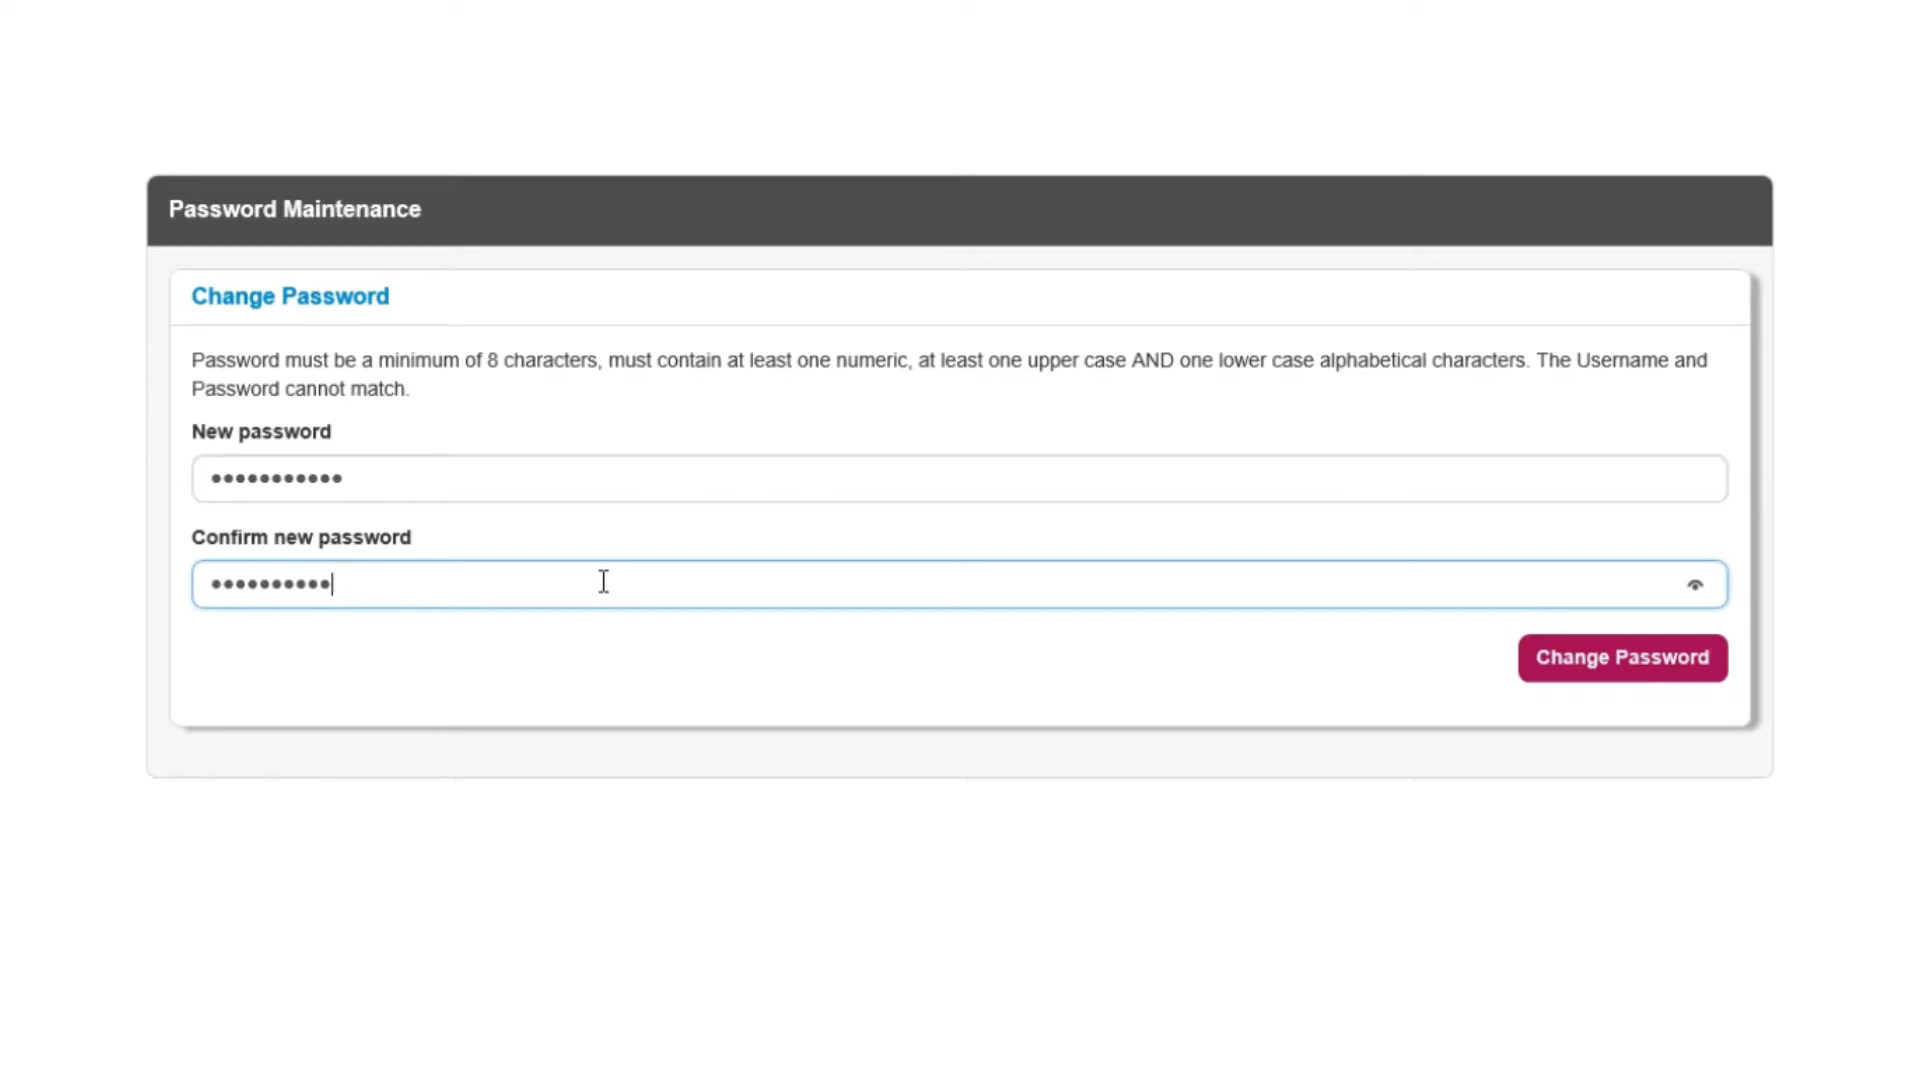 Password Maintenance
Change Password
Password must be a minimum of 8 characters, must contain at least one numeric, at least one upper case AND one lower case alphabetical characters. The Username and
Password cannot match.
New password
•••••••••••
Confirm new password
••••••••••
Change Password